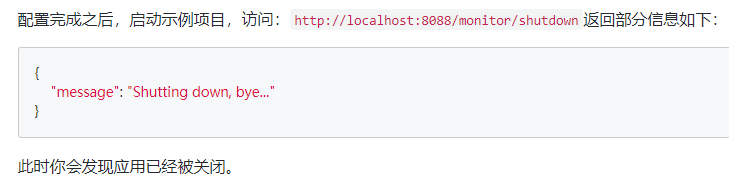 配置完成之后，启动示例项目，访问：http://localhost:8088/monitor/shutdown 返回部分信息如下：
{
"message": "Shutting down, bye..."
}
此时你会发现应用已经被关闭。